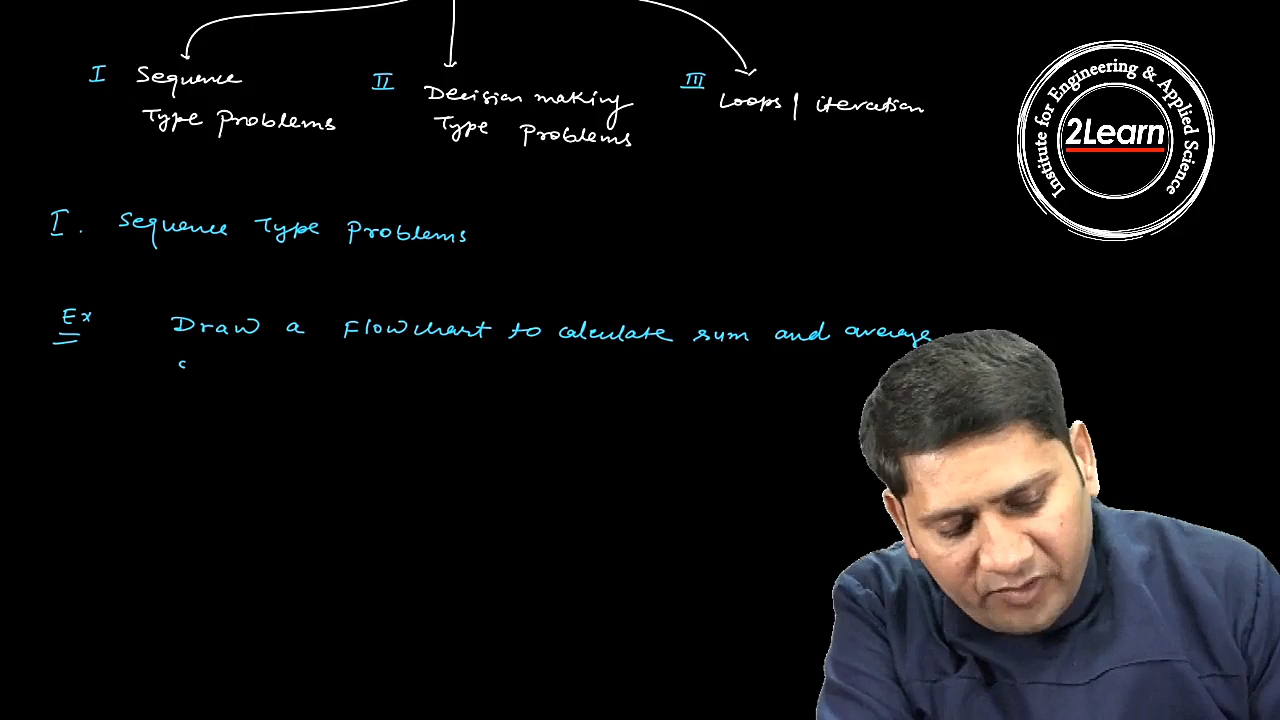 I Sequence
Type Problems
II Decision making
Type Problems
III Loops | iteration
Institute for Engineering & Applied Science
2Learn
I. Sequence Type Problems
Ex Draw a Flowchart to calculate sum and average